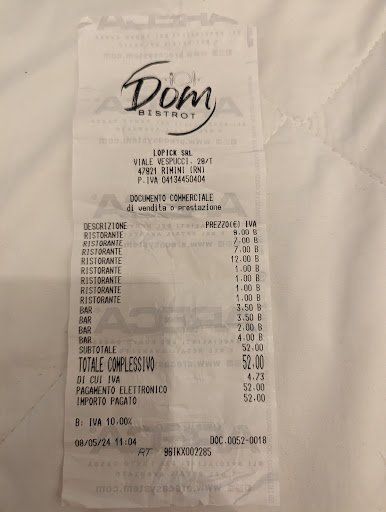 Dom
BISTROT
LOPICK SRL
VIALE VESPUCCI, 28/T
47921 RIMINI (RN)
P.IVA 04134450404
DOCUMENTO COMMERCIALE
di vendita o prestazione
DESCRIZIONE PREZZO(€) IVA
RISTORANTE 9.00 B
RISTORANTE 7.00 B
RISTORANTE 7.00 B
RISTORANTE 12.00 B
RISTORANTE 1.00 B
RISTORANTE 1.00 B
RISTORANTE 1.00 B
RISTORANTE 1.00 B
BAR 3.50 B
BAR 3.50 B
BAR 2.00 B
BAR 4.00 B
SUBTOTALE 52.00
TOTALE COMPLESSIVO 52.00
DI CUI IVA 4.73
PAGAMENTO ELETTRONICO 52.00
IMPORTO PAGATO 52.00
B: IVA 10.00%
08/05/24 11:04 DOC.0052-0018
RT 96IKX002285